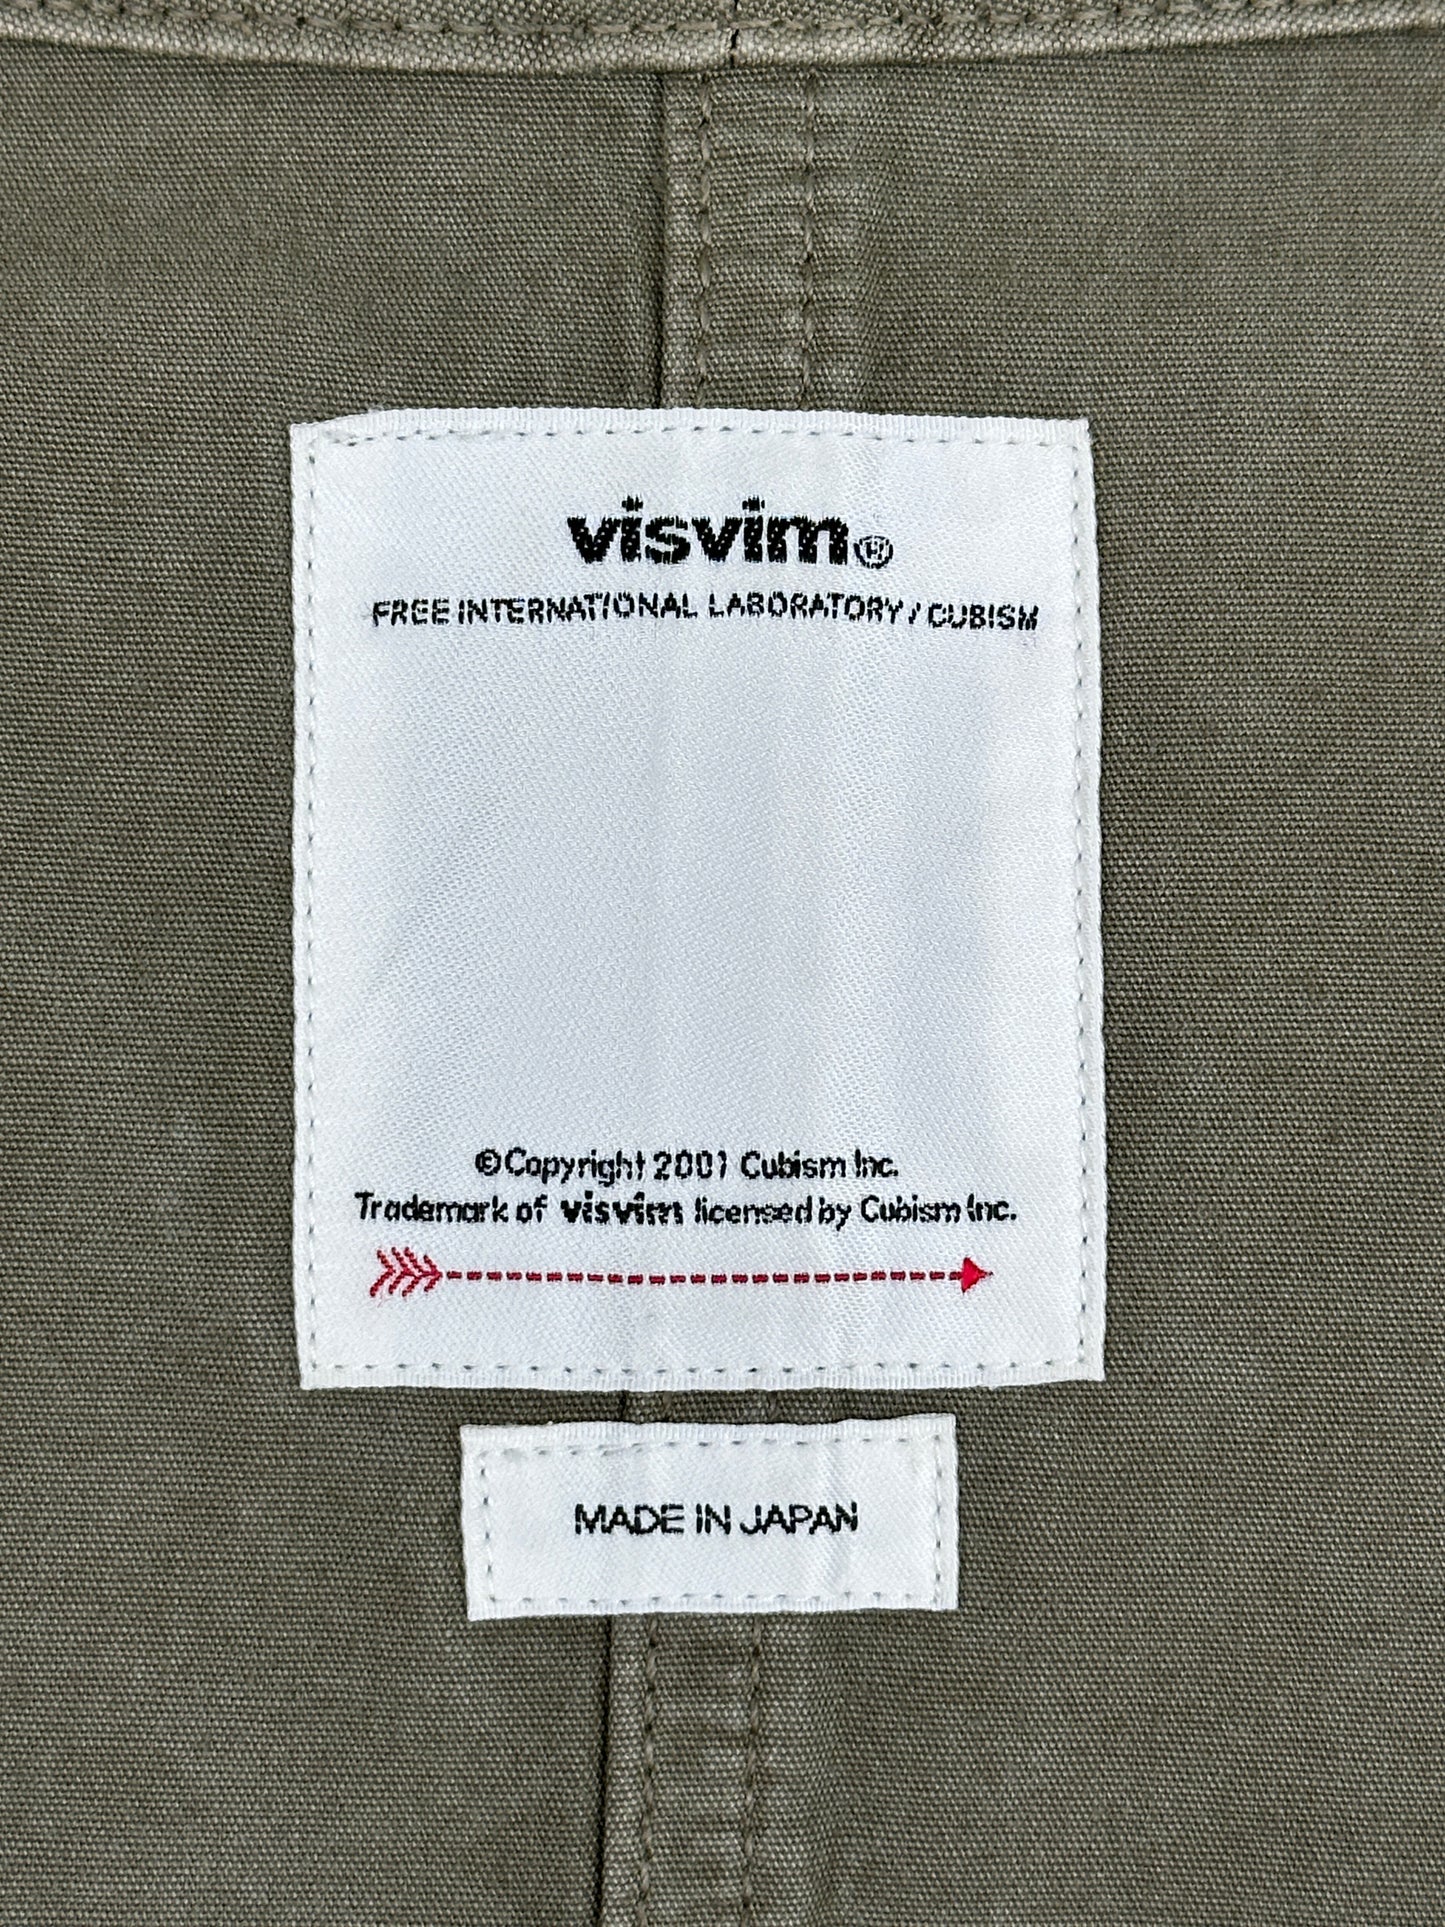 visvim®
FREE INTERNATIONAL LABORATORY / CUBISM
©Copyright 2001 Cubism Inc.
Trademark of visvim licensed by Cubism Inc.
MADE IN JAPAN